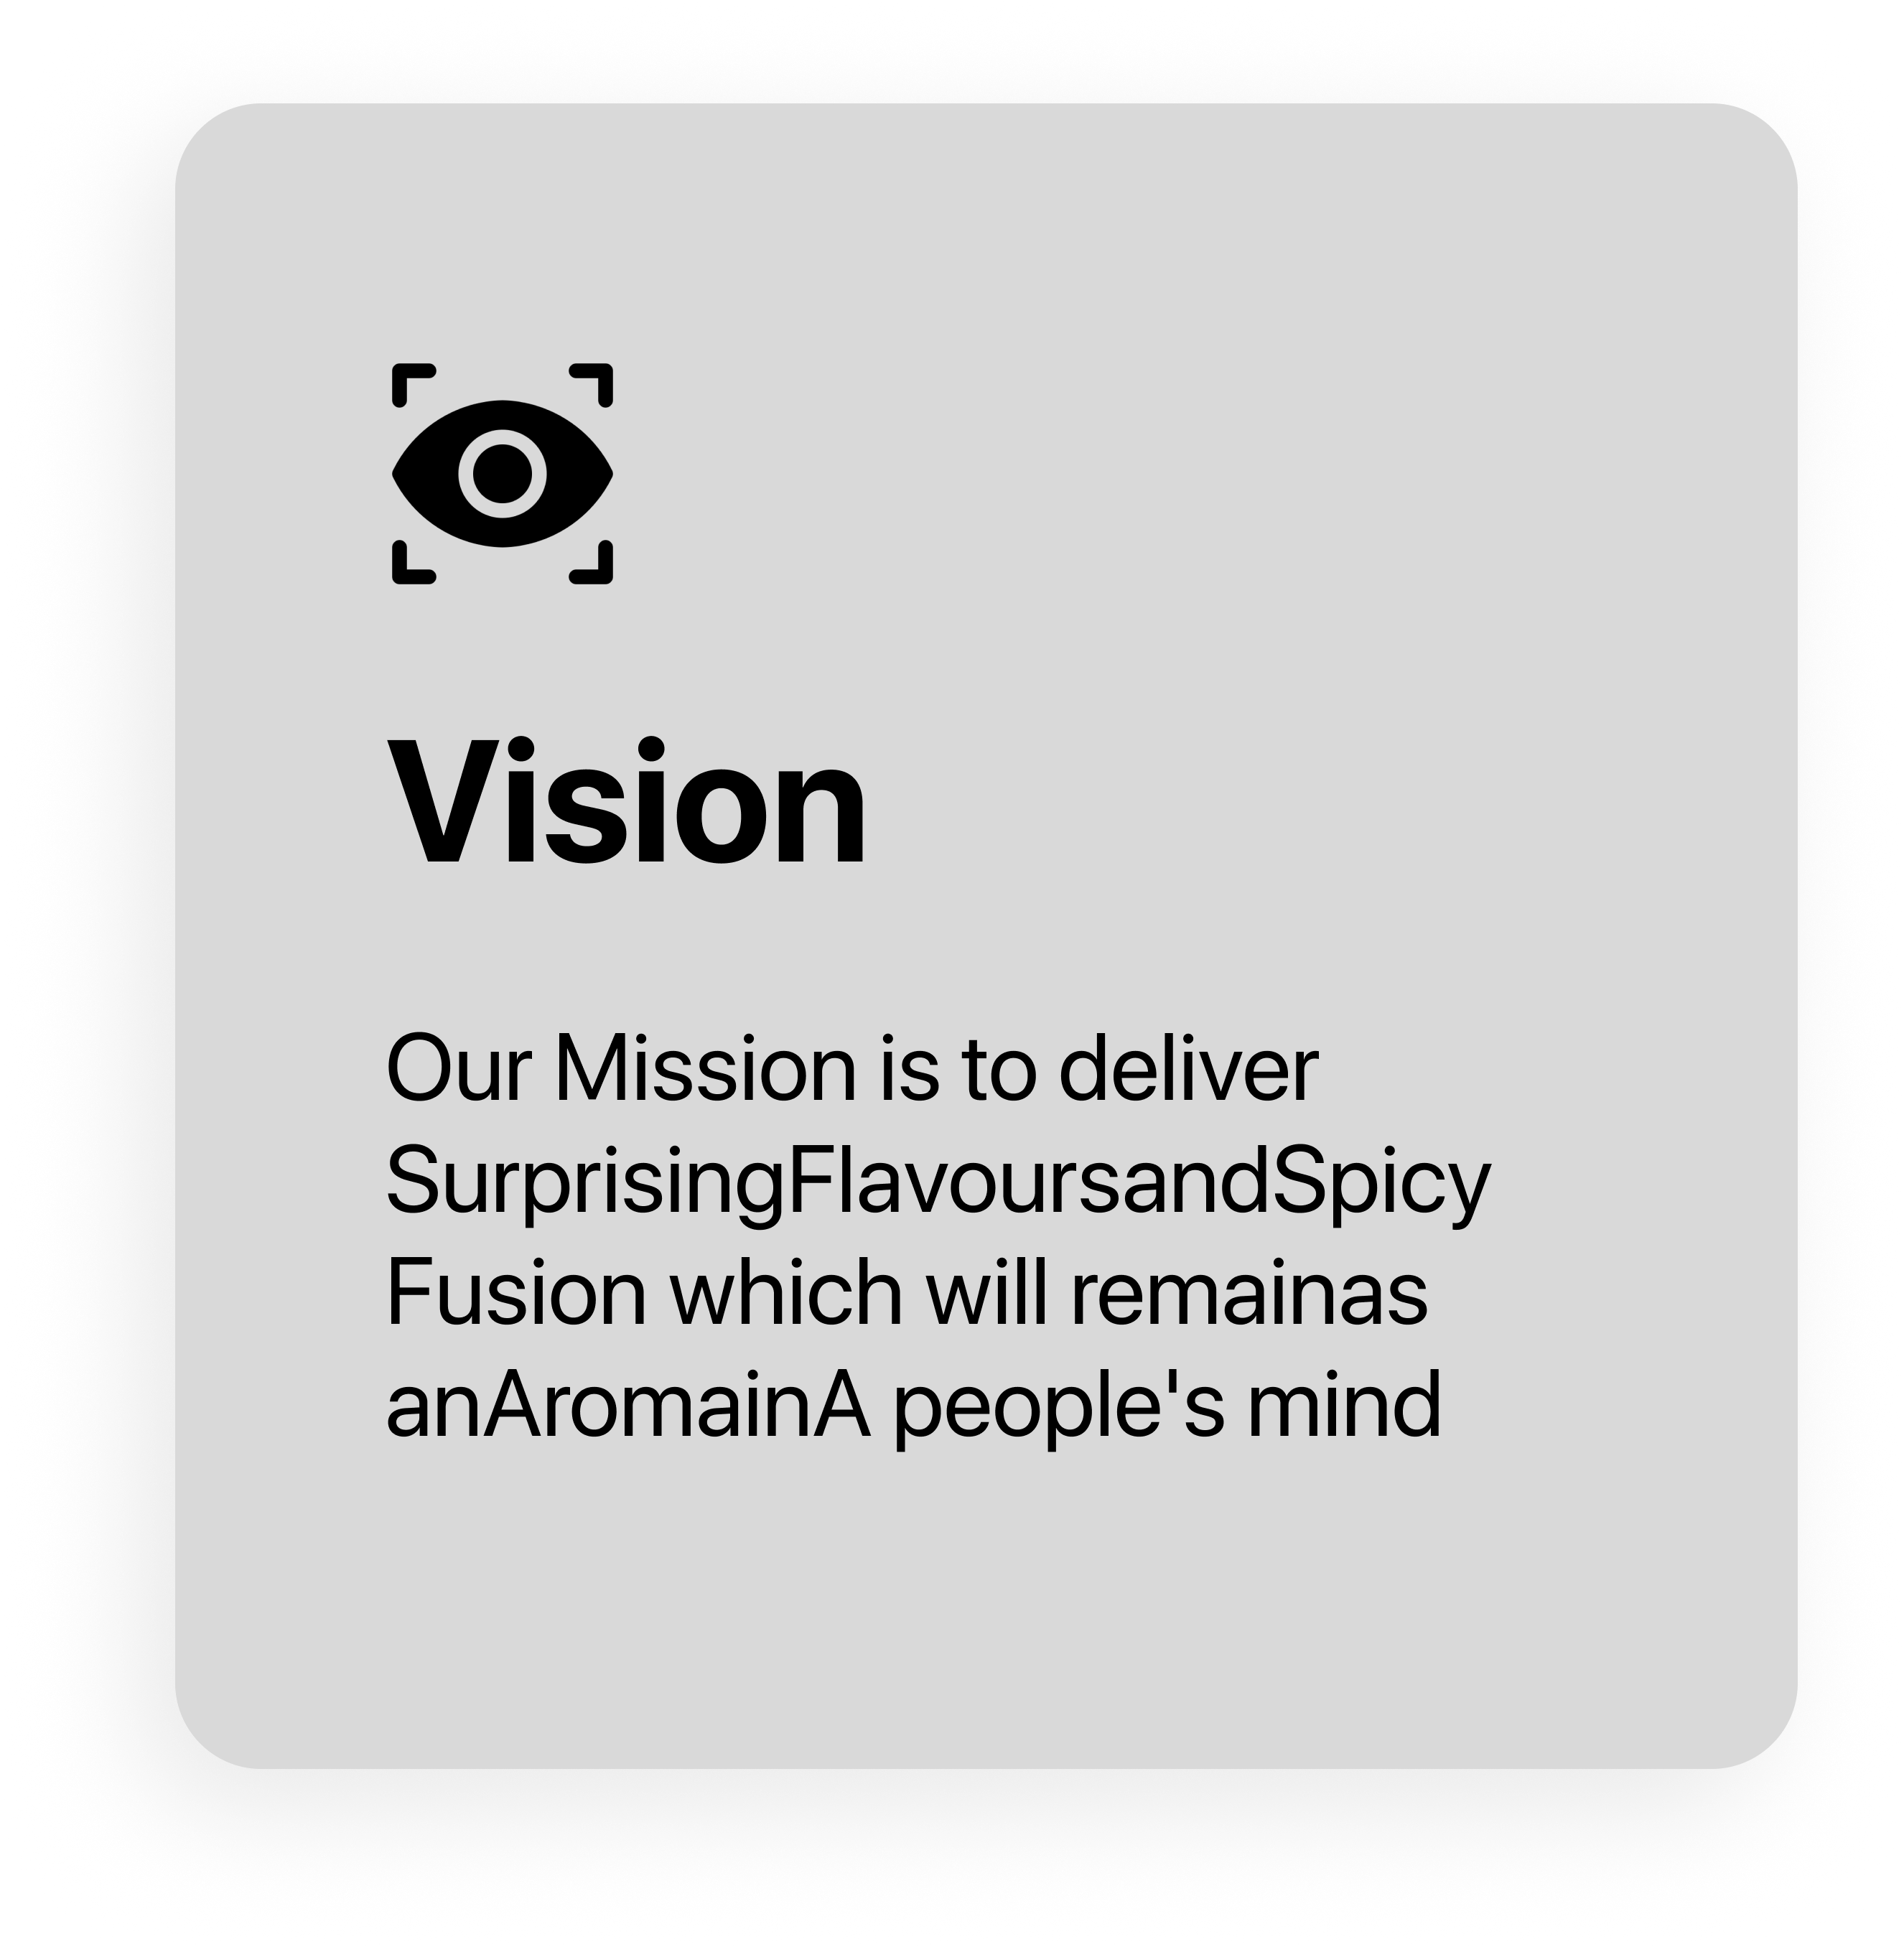 Vision
Our Mission is to deliver
SurprisingFlavoursandSpicy
Fusion which will remainas
anAromainA people's mind